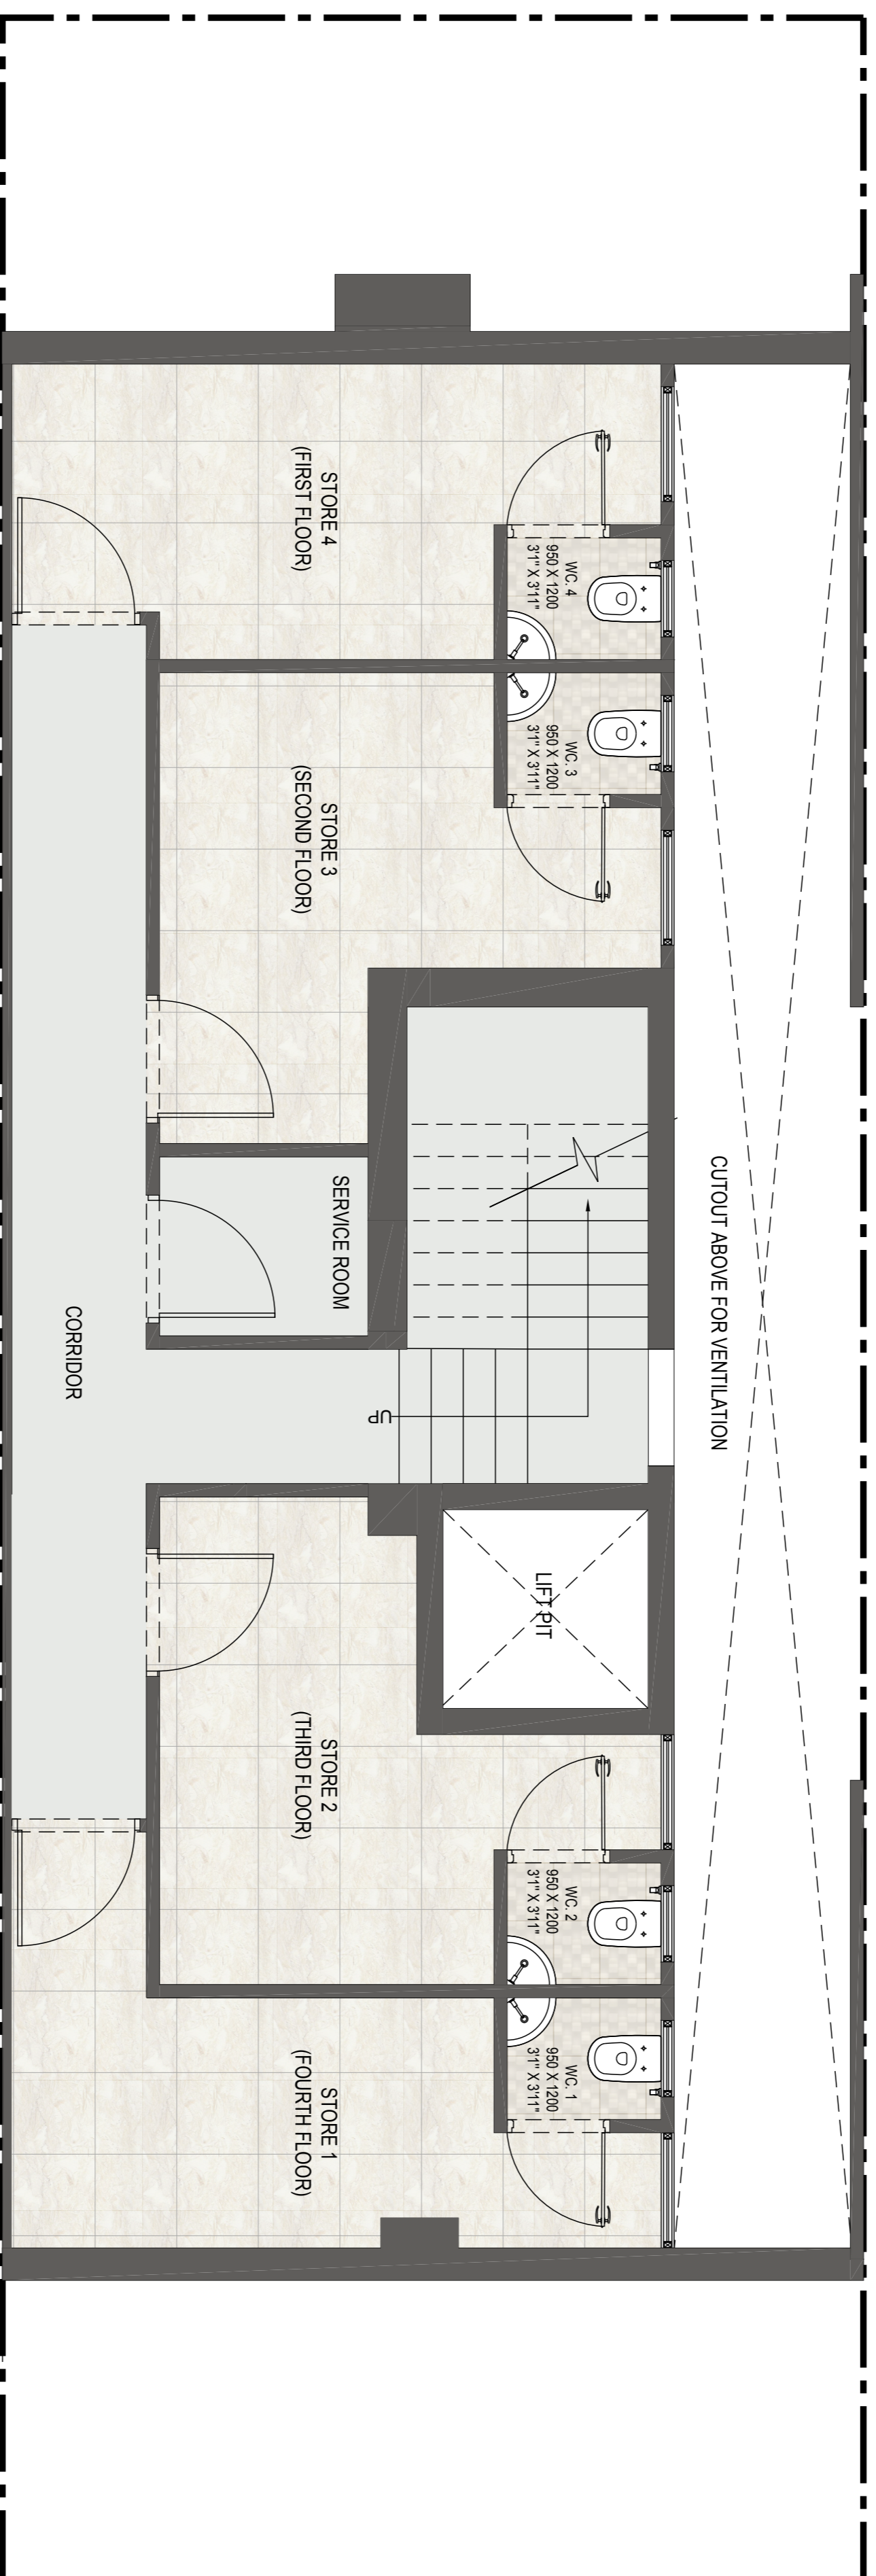 STORE 4
(FIRST FLOOR)
WC. 4
950 X 1200
3'1" X 3'11"
WC. 3
950 X 1200
3'1" X 3'11"
STORE 3
(SECOND FLOOR)
CUTOUT ABOVE FOR VENTILATION
SERVICE ROOM
CORRIDOR
UP
LIFT PIT
STORE 2
(THIRD FLOOR)
WC. 2
950 X 1200
3'1" X 3'11"
WC. 1
950 X 1200
3'1" X 3'11"
STORE 1
(FOURTH FLOOR)